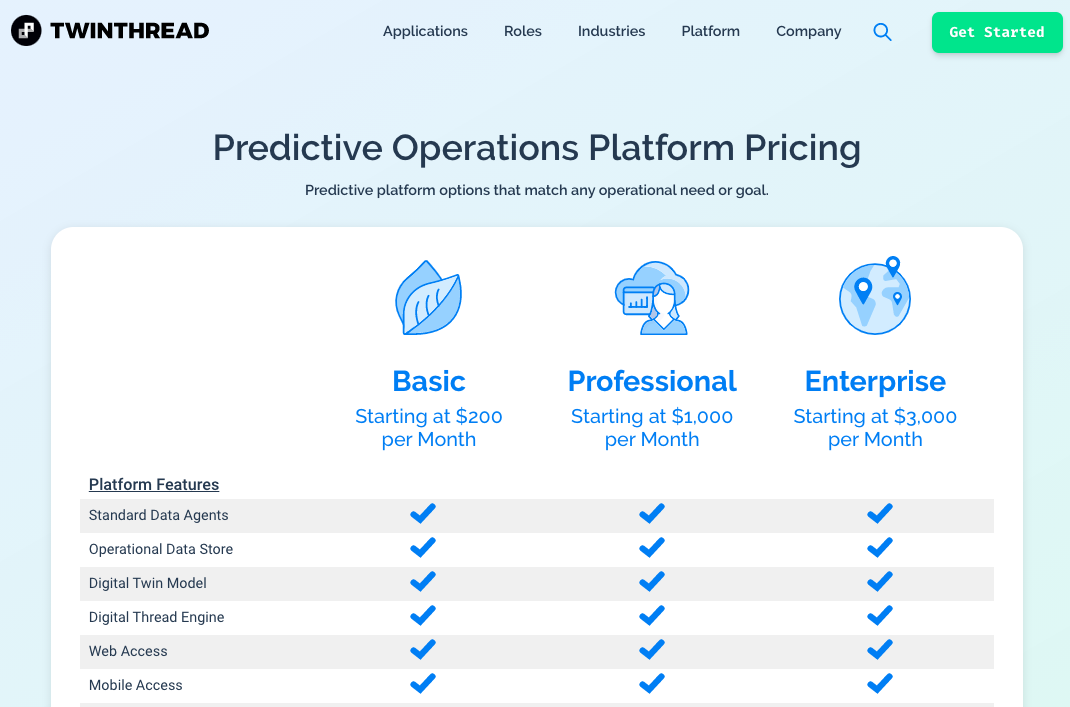 TWINTHREAD
Applications Roles Industries Platform Company
Get Started
Predictive Operations Platform Pricing
Predictive platform options that match any operational need or goal.
Basic Professional Enterprise
Starting at $200 Starting at $1,000 Starting at $3,000
per Month per Month per Month
Platform Features
Standard Data Agents
Operational Data Store
Digital Twin Model
Digital Thread Engine
Web Access
Mobile Access